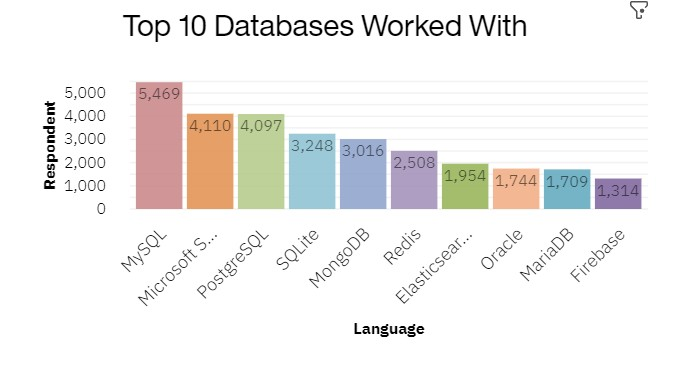 Top 10 Databases Worked With
Respondent
5,000
4,000
3,000
2,000
1,000
0
5,469
4,110
4,097
3,248
3,016
2,508
1,954
1,744
1,709
1,314
MySQL
Microsoft S...
PostgreSQL
SQLite
MongoDB
Redis
Elasticsear...
Oracle
MariaDB
Firebase
Language